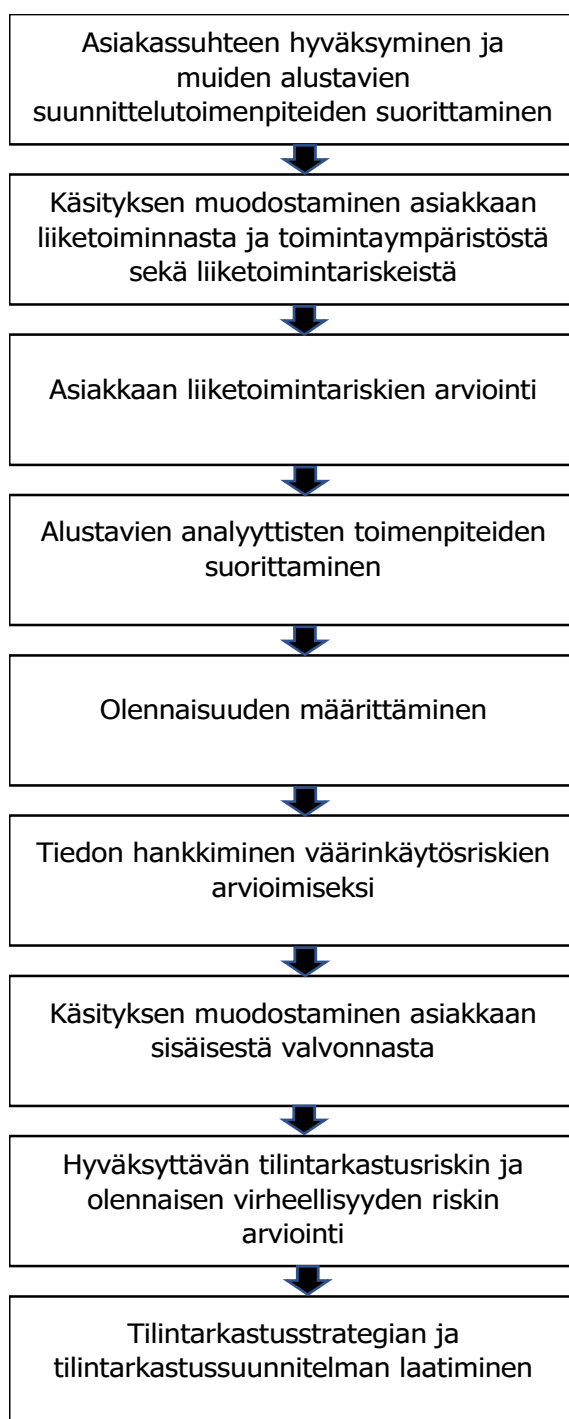 Asiakassuhteen hyväksyminen ja
muiden alustavien
suunnittelutoimenpiteiden suorittaminen
Käsityksen muodostaminen asiakkaan
liiketoiminnasta ja toimintaympäristöstä
sekä liiketoimintariskeistä
Asiakkaan liiketoimintariskien arviointi
Alustavien analyyttisten toimenpiteiden
suorittaminen
Olennaisuuden määrittäminen
Tiedon hankkiminen väärinkäytösriskien
arvioimiseksi
Käsityksen muodostaminen asiakkaan
sisäisestä valvonnasta
Hyväksyttävän tilintarkastusriskin ja
olennaisen virheellisyyden riskin
arviointi
Tilintarkastusstrategian ja
tilintarkastussuunnitelman laatiminen